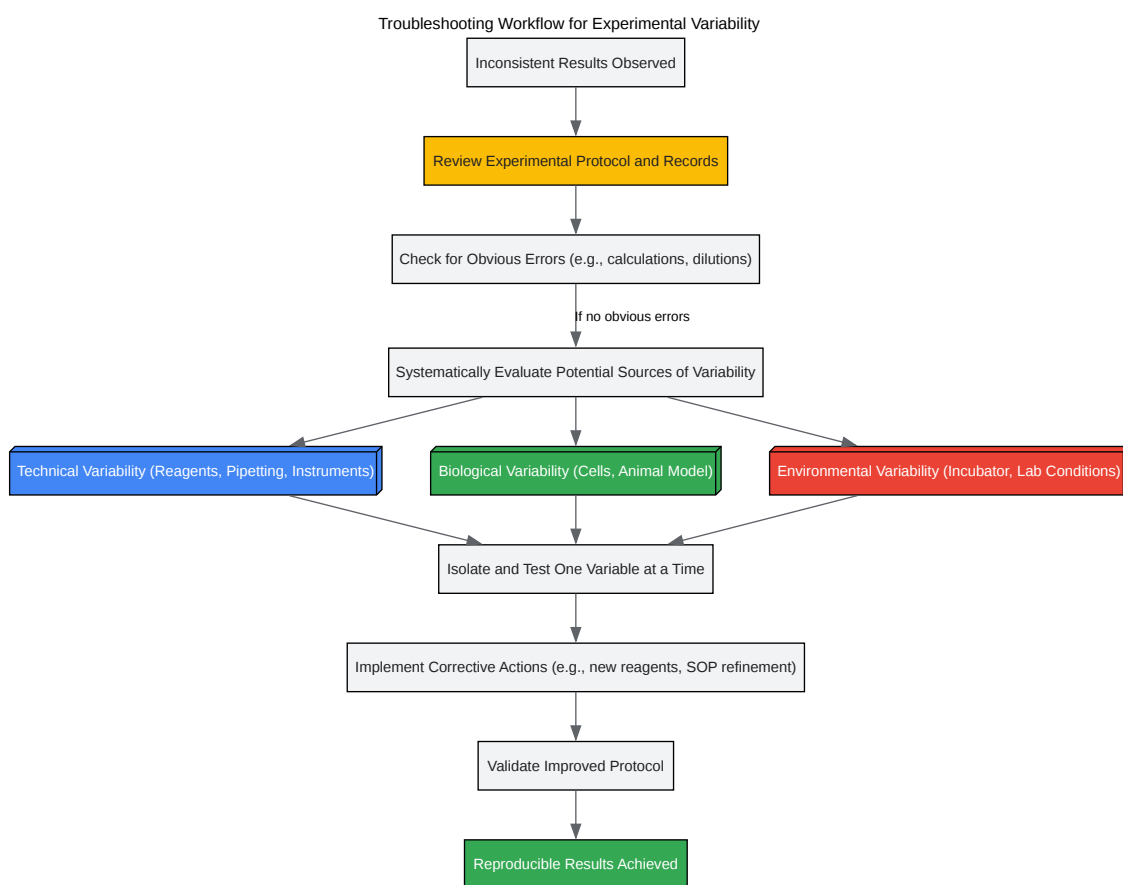 Troubleshooting Workflow for Experimental Variability
Inconsistent Results Observed
Review Experimental Protocol and Records
Check for Obvious Errors (e.g., calculations, dilutions)
If no obvious errors
Systematically Evaluate Potential Sources of Variability
Technical Variability (Reagents, Pipetting, Instruments)
Biological Variability (Cells, Animal Model)
Environmental Variability (Incubator, Lab Conditions)
Isolate and Test One Variable at a Time
Implement Corrective Actions (e.g., new reagents, SOP refinement)
Validate Improved Protocol
Reproducible Results Achieved